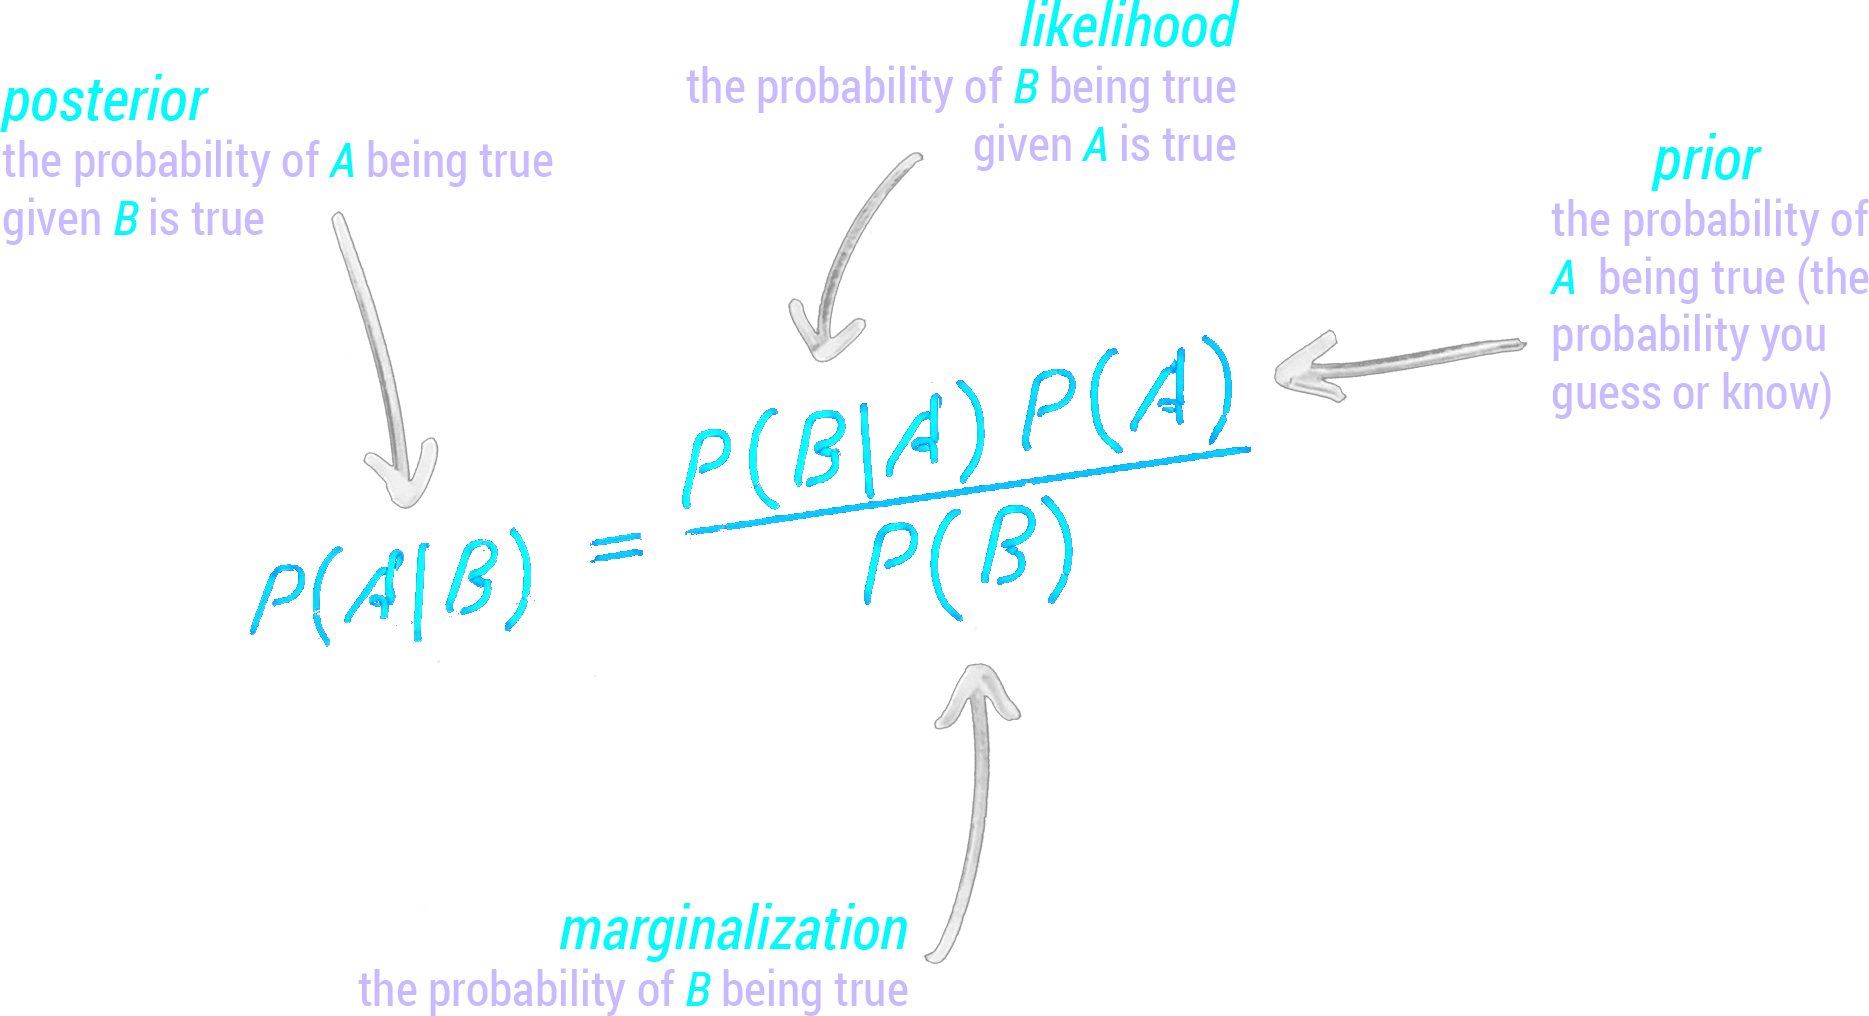 likelihood
the probability of B being true
given A is true
posterior
the probability of A being true
given B is true
prior
the probability of
A being true (the
probability you
guess or know)
P(A|B) = P(B|A) P(A)
P(B)
marginalization
the probability of B being true